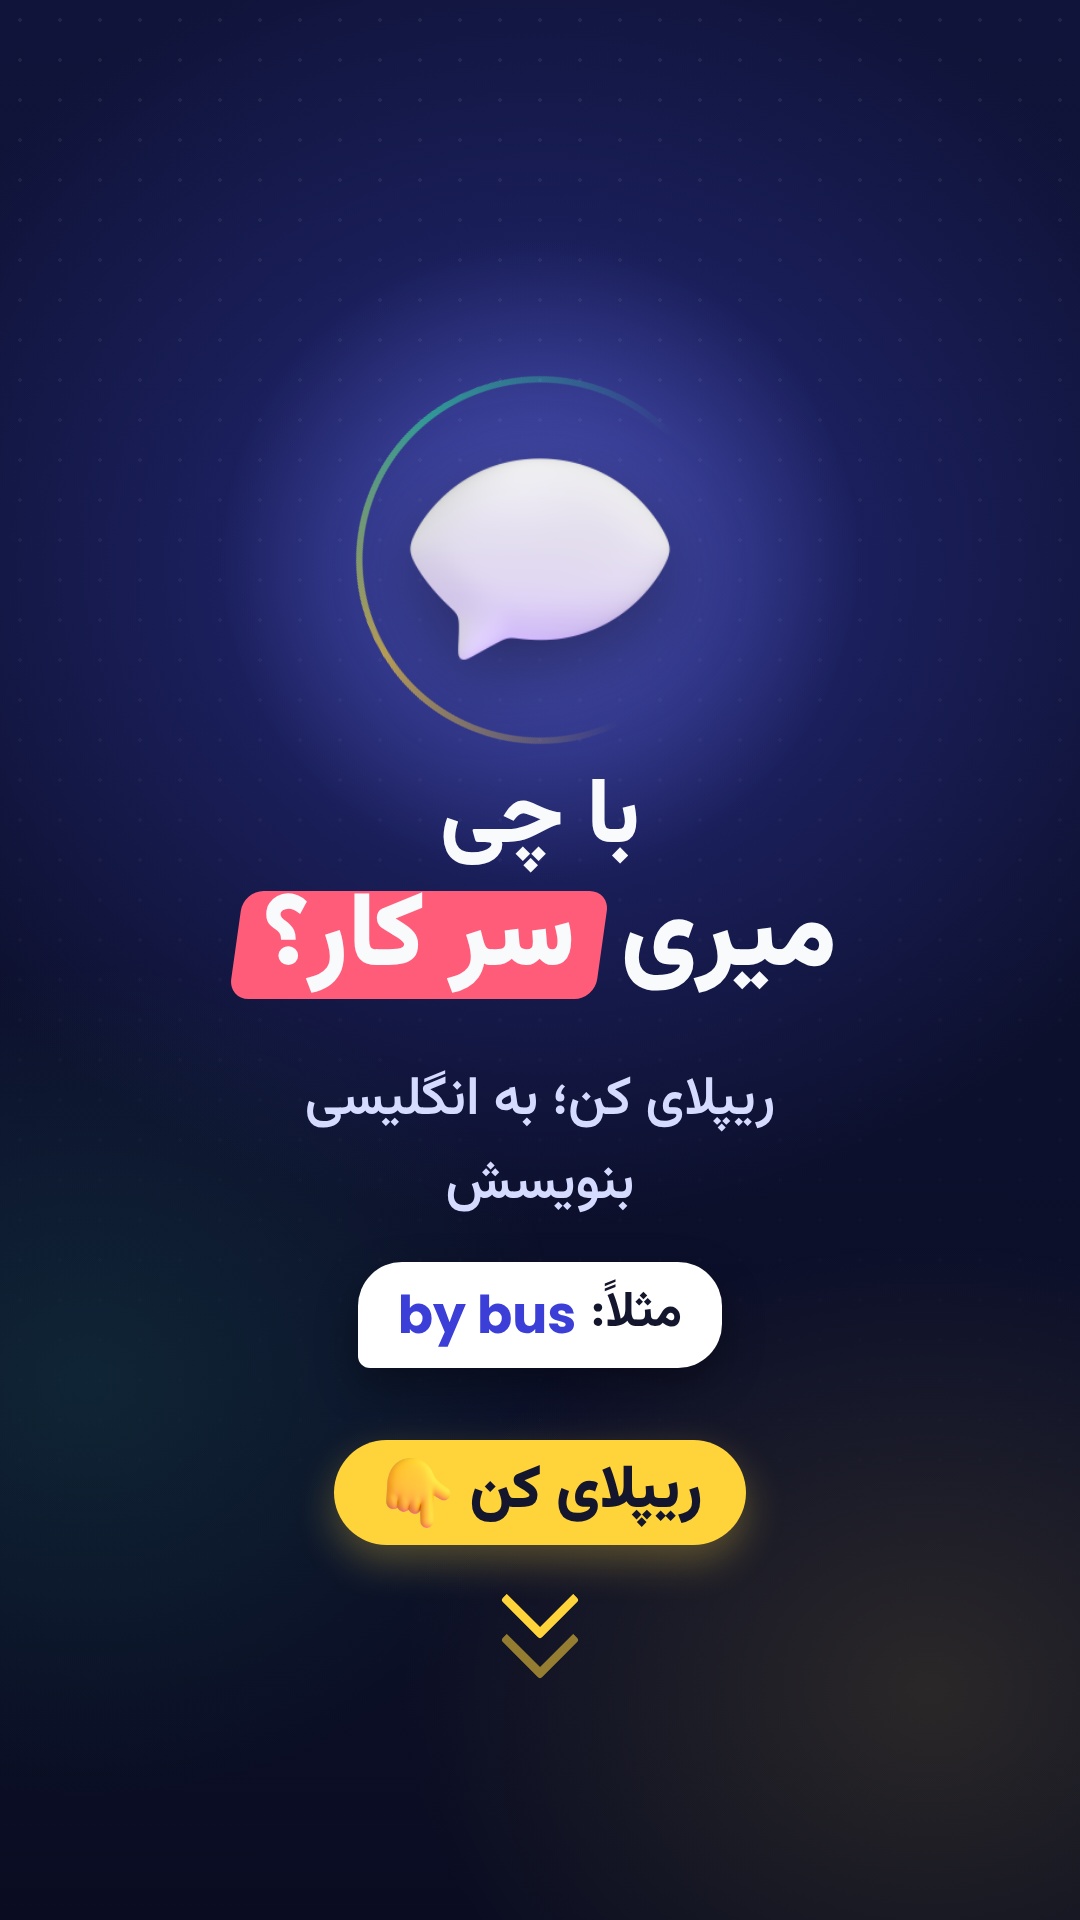 با چی
میری سر کار؟
ریپلای کن؛ به انگلیسی
بنویسش
مثلاً: by bus
ریپلای کن 👇